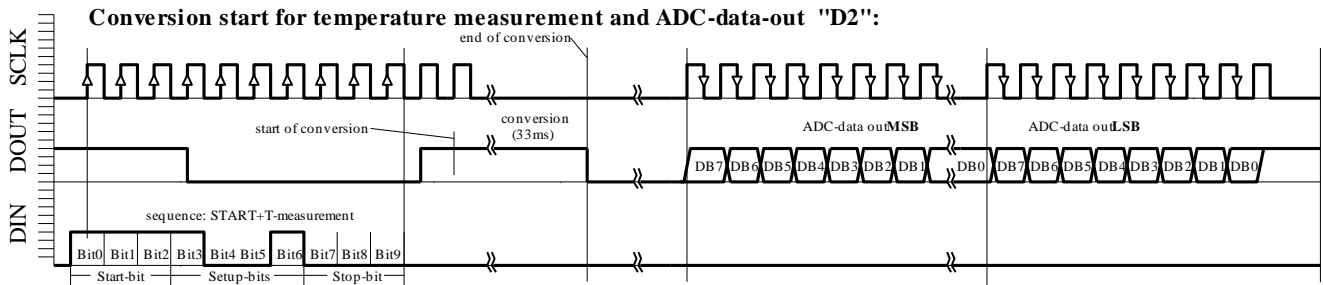 Conversion start for temperature measurement and ADC-data-out "D2":
end of conversion
SCLK
start of conversion
conversion
(33ms)
ADC-data out MSB
ADC-data out LSB
DOUT
DB7 DB6 DB5 DB4 DB3 DB2 DB1 DB0 DB7 DB6 DB5 DB4 DB3 DB2 DB1 DB0
sequence: START+T-measurement
DIN
Bit0 Bit1 Bit2 Bit3 Bit4 Bit5 Bit6 Bit7 Bit8 Bit9
Start-bit Setup-bits Stop-bit